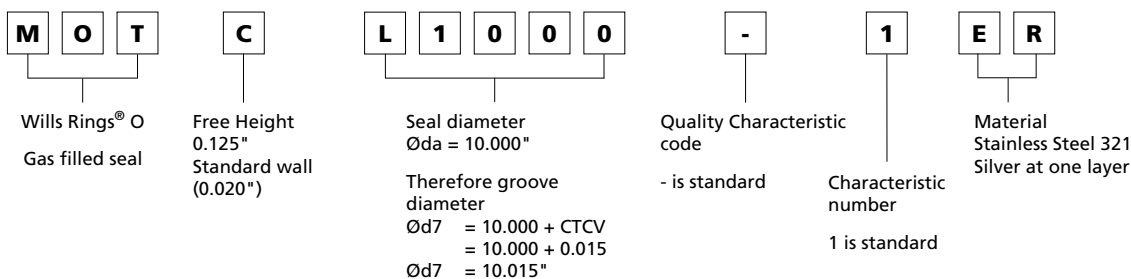 M O T C L 1 0 0 0 - 1 E R
Wills Rings® O
Gas filled seal
Free Height
0.125"
Standard wall
(0.020")
Seal diameter
Øda = 10.000"
Therefore groove
diameter
Ød7 = 10.000 + CTCV
= 10.000 + 0.015
Ød7 = 10.015"
Quality Characteristic
code
- is standard
Characteristic
number
1 is standard
Material
Stainless Steel 321
Silver at one layer